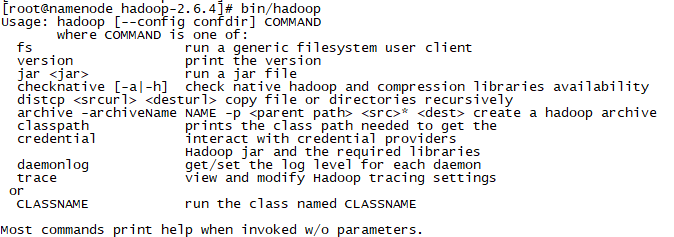 [root@namenode hadoop-2.6.4]# bin/hadoop
Usage: hadoop [--config confdir] COMMAND
       where COMMAND is one of:
  fs                   run a generic filesystem user client
  version              print the version
  jar <jar>            run a jar file
  checknative [-a|-h]  check native hadoop and compression libraries availability
  distcp <srcurl> <desturl> copy file or directories recursively
  archive -archiveName NAME -p <parent path> <src>* <dest> create a hadoop archive
  classpath            prints the class path needed to get the
  credential           interact with credential providers
                       Hadoop jar and the required libraries
  daemonlog            get/set the log level for each daemon
  trace                view and modify Hadoop tracing settings
 or
  CLASSNAME            run the class named CLASSNAME

Most commands print help when invoked w/o parameters.